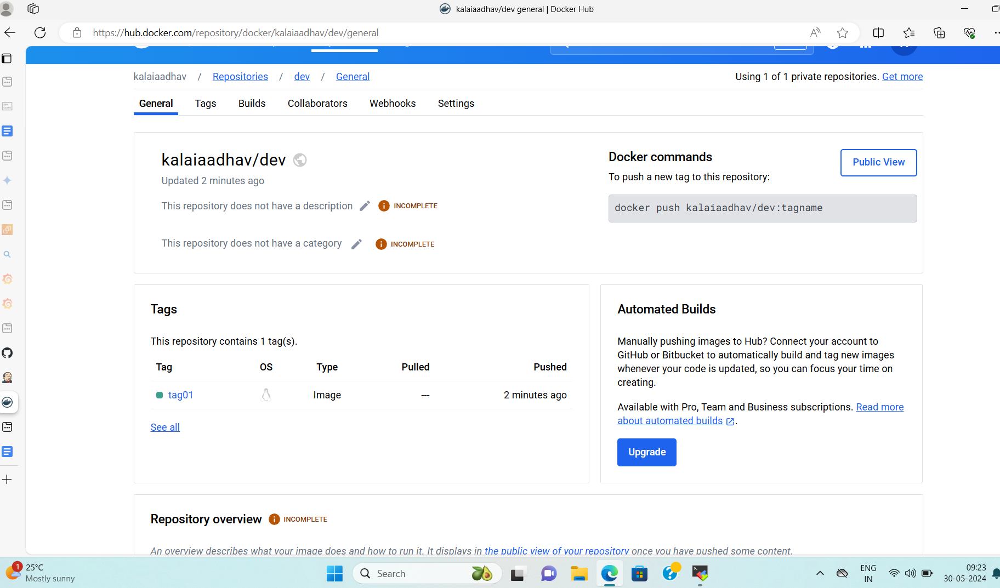 kalaiaadhav/dev general | Docker Hub
https://hub.docker.com/repository/docker/kalaiaadhav/dev/general
kalaiaadhav / Repositories / dev / General
Using 1 of 1 private repositories. Get more
General Tags Builds Collaborators Webhooks Settings
kalaiaadhav/dev
Updated 2 minutes ago
This repository does not have a description INCOMPLETE
This repository does not have a category INCOMPLETE
Docker commands
Public View
To push a new tag to this repository:
docker push kalaiaadhav/dev:tagname
Tags
This repository contains 1 tag(s).
Tag OS Type Pulled Pushed
tag01 Image --- 2 minutes ago
See all
Automated Builds
Manually pushing images to Hub? Connect your account to
GitHub or Bitbucket to automatically build and tag new images
whenever your code is updated, so you can focus your time on
creating.
Available with Pro, Team and Business subscriptions. Read more
about automated builds .
Upgrade
Repository overview INCOMPLETE
An overview describes what your image does and how to run it. It displays in the public view of your repository once you have pushed some content.
1
25°C
Mostly sunny
Search
ENG
IN
09:23
30-05-2024